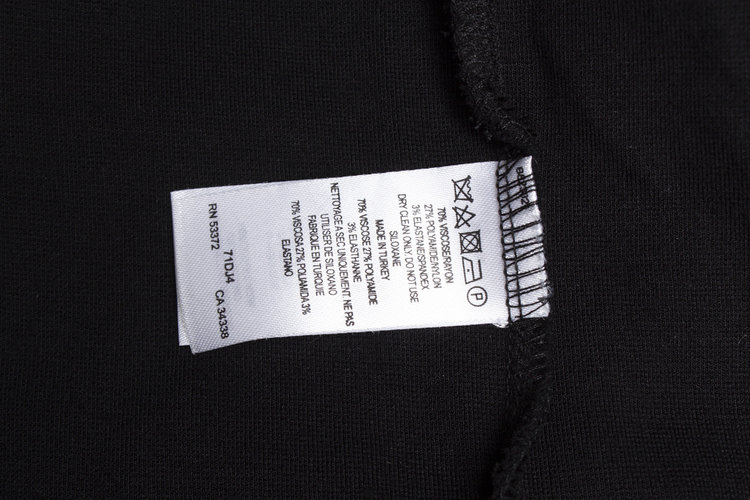 P
70% VISCOSE/RAYON
27% POLYAMIDE/NYLON
3% ELASTANE/SPANDEX
DRY CLEAN ONLY DO NOT USE
SILOXANE
MADE IN TURKEY
70% VISCOSE 27% POLYAMIDE
3% ELASTHANNE
NETTOYAGE A SEC UNIQUEMENT. NE PAS
UTILISER DE SILOXANO
FABRIQUE EN TURQUIE
70% VISCOSA 27% POLIAMIDA 3%
ELASTANO
71DJ4
RN 53372 CA 34338